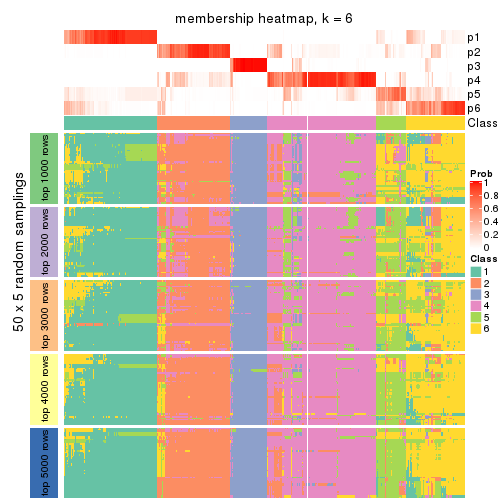 membership heatmap, k = 6
p1
p2
p3
p4
p5
p6
Class
50 x 5 random samplings
top 1000 rows
top 2000 rows
top 3000 rows
top 4000 rows
top 5000 rows
Prob
1
0.8
0.6
0.4
0.2
0
Class
1
2
3
4
5
6